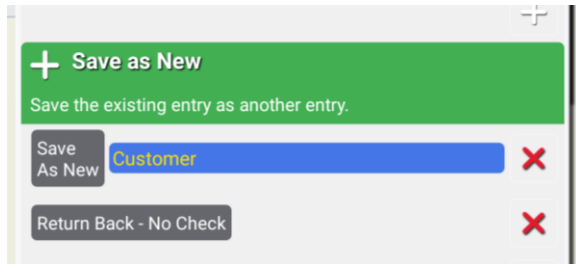 Save as New
Save the existing entry as another entry.
Save
As New
Customer
Return Back - No Check